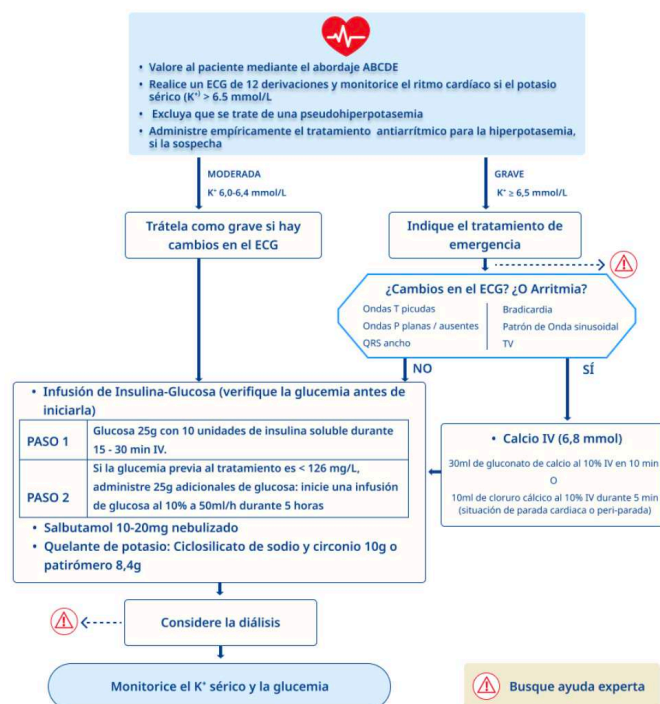 • Valore al paciente mediante el abordaje ABCDE
• Realice un ECG de 12 derivaciones y monitorice el ritmo cardíaco si el potasio
sérico (K⁺⁾ > 6.5 mmol/L
• Excluya que se trate de una pseudohiperpotasemia
• Administre empíricamente el tratamiento antiarrítmico para la hiperpotasemia,
si la sospecha
MODERADA
K⁺ 6,0-6,4 mmol/L
GRAVE
K⁺ ≥ 6,5 mmol/L
Trátela como grave si hay
cambios en el ECG
Indique el tratamiento de
emergencia
¿Cambios en el ECG? ¿O Arritmia?
Ondas T picudas
Ondas P planas / ausentes
QRS ancho
Bradicardia
Patrón de Onda sinusoidal
TV
NO
SÍ
• Infusión de Insulina-Glucosa (verifique la glucemia antes de
iniciarla)
PASO 1
Glucosa 25g con 10 unidades de insulina soluble durante
15 - 30 min IV.
PASO 2
Si la glucemia previa al tratamiento es < 126 mg/L,
administre 25g adicionales de glucosa: inicie una infusión
de glucosa al 10% a 50ml/h durante 5 horas
• Salbutamol 10-20mg nebulizado
• Quelante de potasio: Ciclosilicato de sodio y circonio 10g o
patirómero 8,4g
• Calcio IV (6,8 mmol)
30ml de gluconato de calcio al 10% IV en 10 min
O
10ml de cloruro cálcico al 10% IV durante 5 min
(situación de parada cardiaca o peri-parada)
Considere la diálisis
Monitorice el K⁺ sérico y la glucemia
Busque ayuda experta